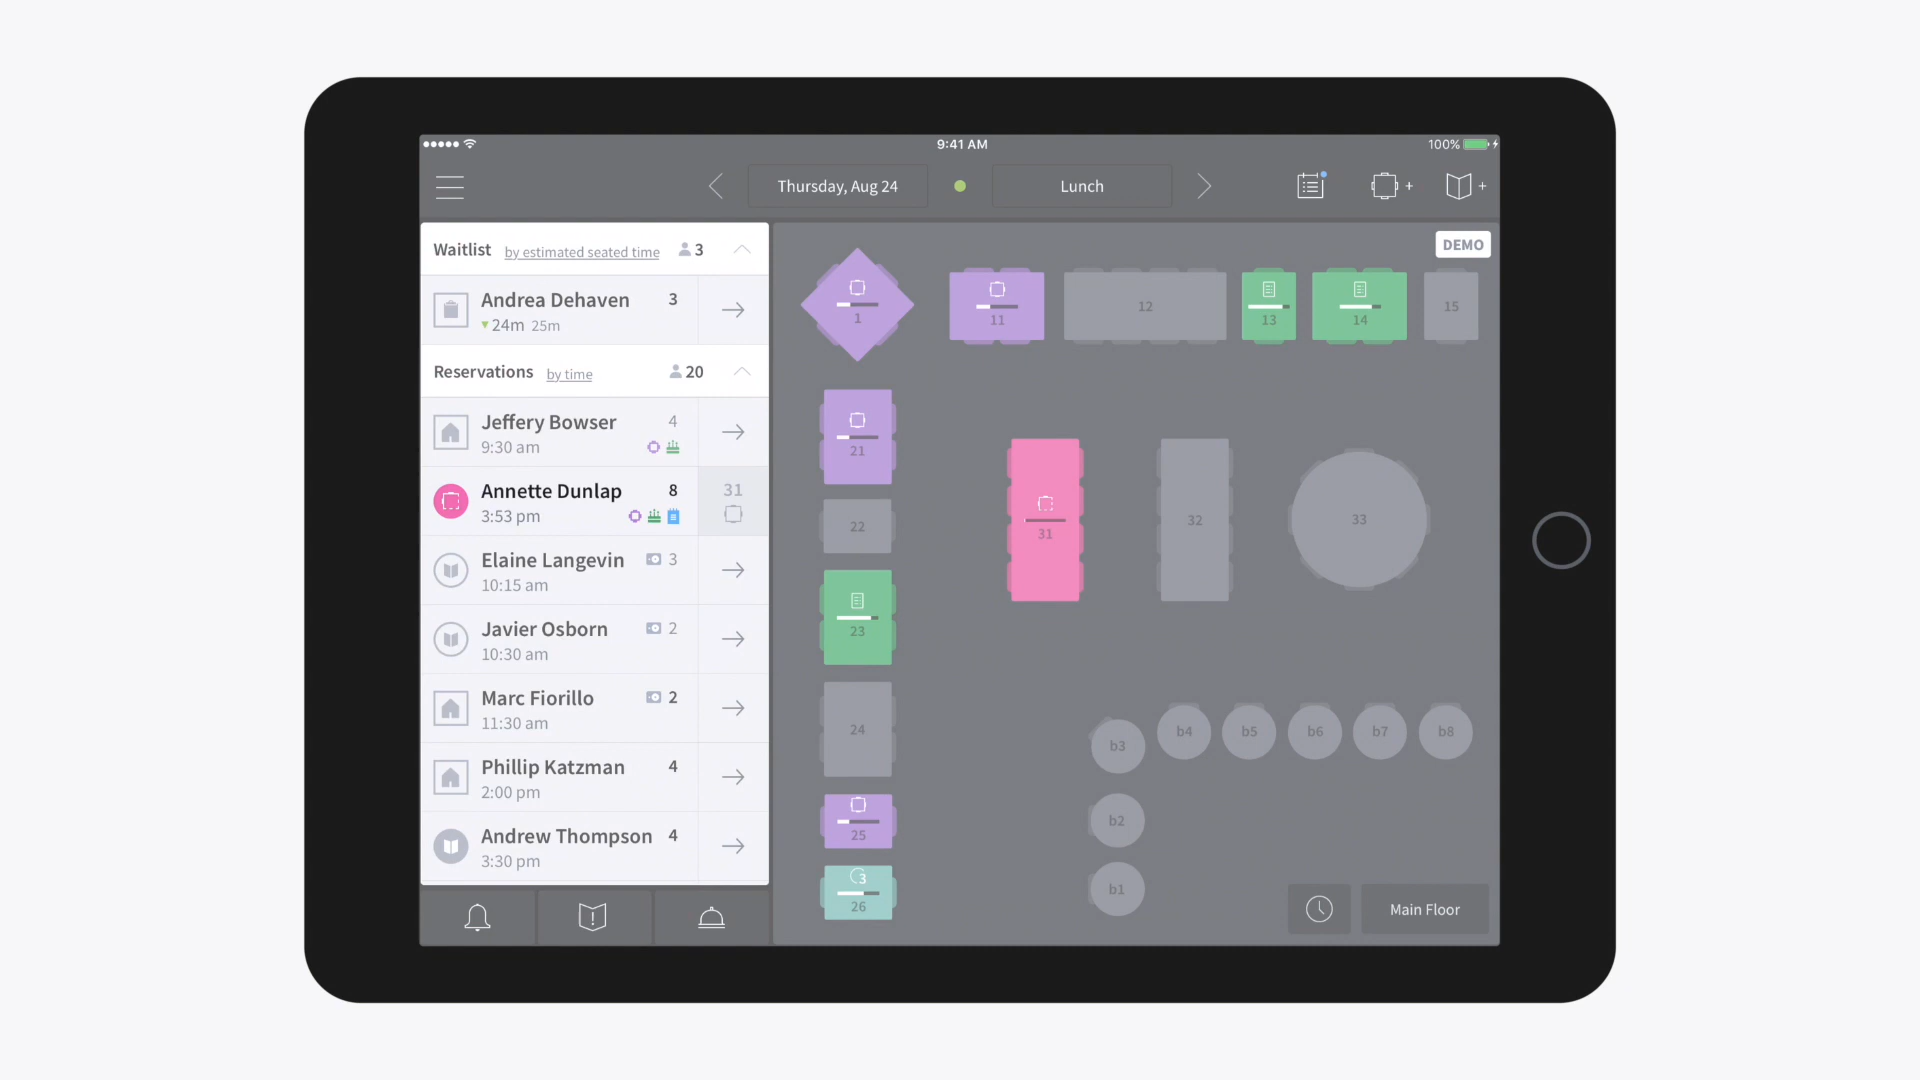 9:41 AM
100%
Thursday, Aug 24
Lunch
+
+
Waitlist by estimated seated time 3
Andrea Dehaven 3
24m 25m
Reservations by time 20
Jeffery Bowser 4
9:30 am
Annette Dunlap 8 31
3:53 pm
Elaine Langevin 3
10:15 am
Javier Osborn 2
10:30 am
Marc Fiorillo 2
11:30 am
Phillip Katzman 4
2:00 pm
Andrew Thompson 4
3:30 pm
DEMO
1
11
12
13
14
15
21
22
23
24
25
3
26
31
32
33
b3
b4
b5
b6
b7
b8
b2
b1
Main Floor